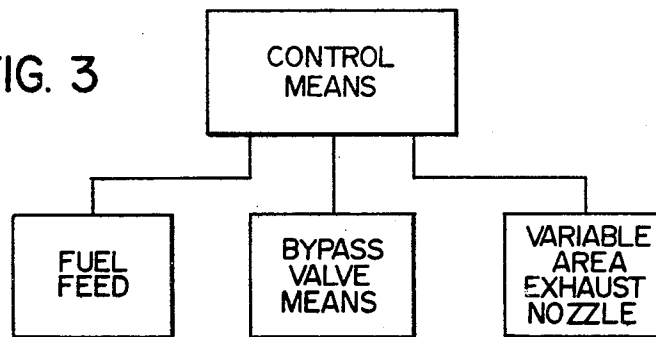 FIG. 3
CONTROL
MEANS
FUEL
FEED
BYPASS
VALVE
MEANS
VARIABLE
AREA
EXHAUST
NOZZLE